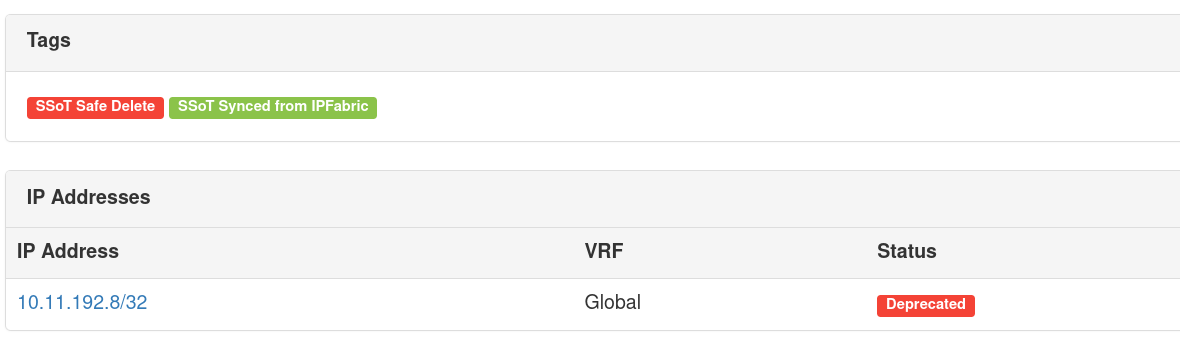 Tags
SSoT Safe Delete SSoT Synced from IPFabric
IP Addresses
IP Address VRF Status
10.11.192.8/32 Global Deprecated